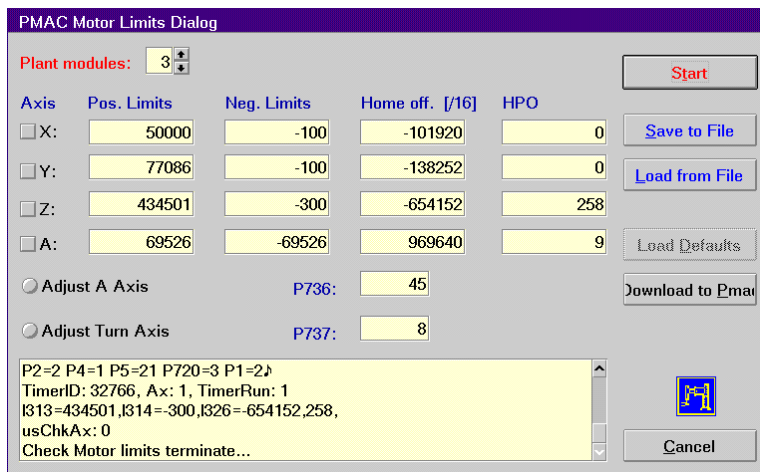 PMAC Motor Limits Dialog
Plant modules: 3
Start
Axis Pos. Limits Neg. Limits Home off. [/16] HPO
X: 50000 -100 -101920 0
Save to File
Y: 77086 -100 -138252 0
Load from File
Z: 434501 -300 -654152 258
A: 69526 -69526 969640 9
Load Defaults
Adjust A Axis P736: 45
Download to Pmac
Adjust Turn Axis P737: 8
P2=2 P4=1 P5=21 P720=3 P1=2♪
TimerID: 32766, Ax: 1, TimerRun: 1
I313=434501,I314=-300,I326=-654152,258,
usChkAx: 0
Check Motor limits terminate...
Cancel